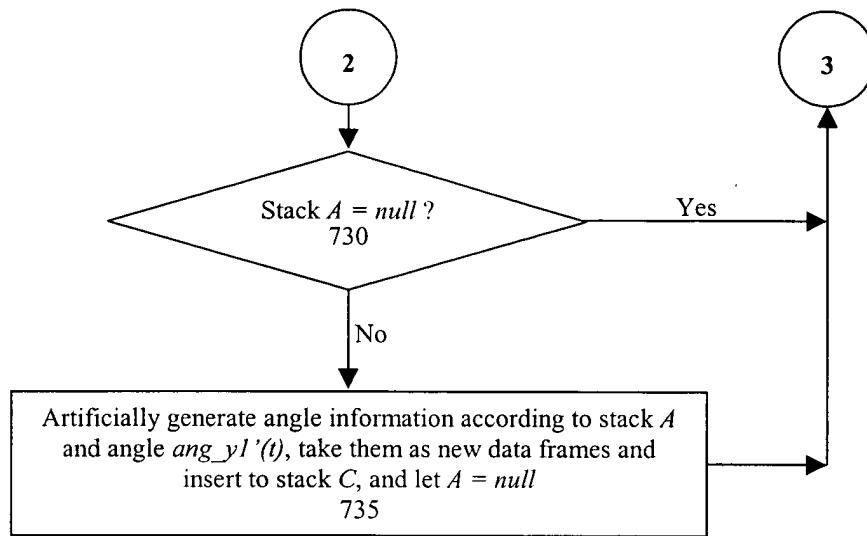 2
3
Stack A = null ?
730
Yes
No
Artificially generate angle information according to stack A
and angle ang_y1’(t), take them as new data frames and
insert to stack C, and let A = null
735